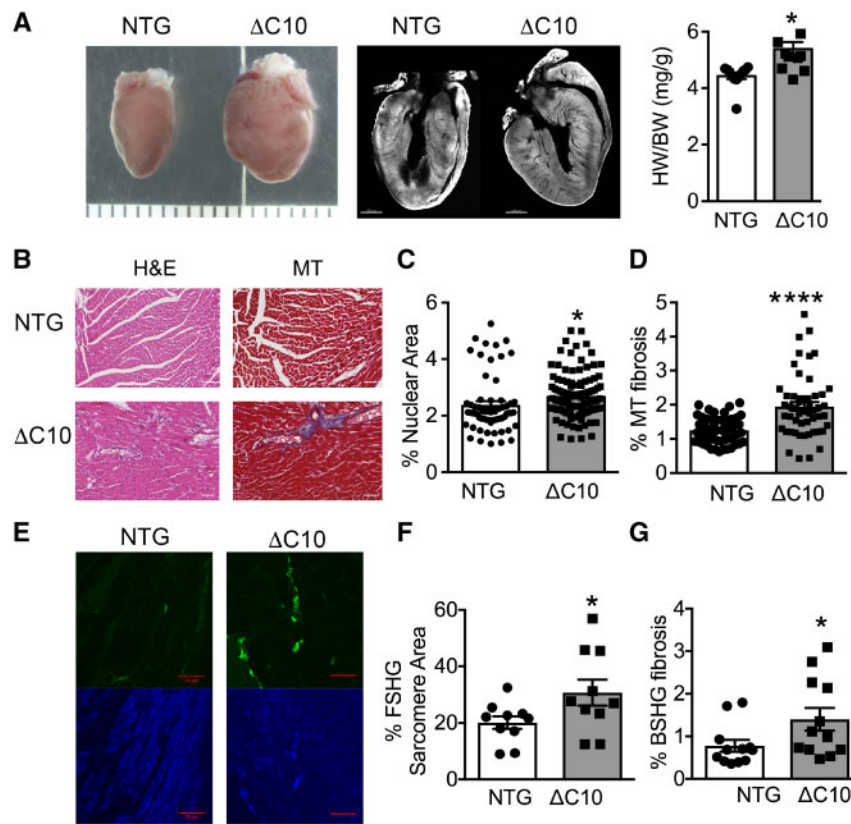 A
NTG ΔC10
NTG ΔC10
HW/BW (mg/g)
6
4
2
0
*
NTG ΔC10
B
H&E MT
NTG
ΔC10
C
% Nuclear Area
6
4
2
0
*
NTG ΔC10
D
% MT fibrosis
5
4
3
2
1
0
****
NTG ΔC10
E
NTG ΔC10
F
% FSHG
Sarcomere Area
60
40
20
0
*
NTG ΔC10
G
% BSHG fibrosis
4
3
2
1
0
*
NTG ΔC10